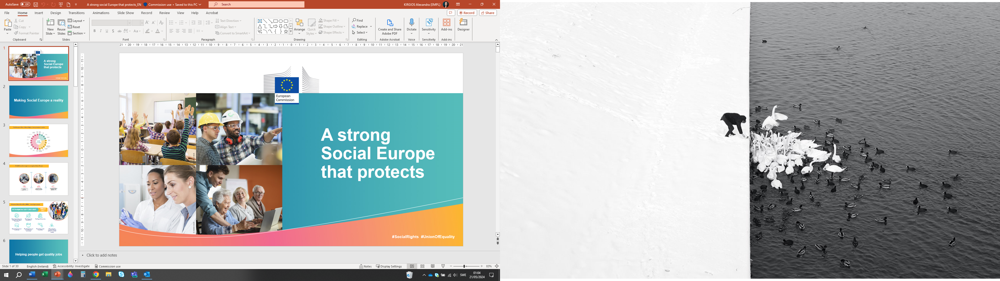 AutoSave
Off
A strong social Europe that protects_EN
Commission use • Saved to this PC
Search
KIRGIOS Alexandra (EMPL)
File
Home
Insert
Design
Transitions
Animations
Slide Show
Record
Review
View
Help
Acrobat
Record
Share
Paste
Cut
Copy
Format Painter
Clipboard
New
Slide
Reuse
Slides
Layout
Reset
Section
Slides
Font
Text Direction
Align Text
Convert to SmartArt
Paragraph
Arrange
Quick
Styles
Shape Fill
Shape Outline
Shape Effects
Drawing
Find
Replace
Select
Editing
Create and Share
Adobe PDF
Adobe Acrobat
Dictate
Voice
Sensitivity
Sensitivity
Add-ins
Add-ins
Designer
1
A strong
Social Europe
that protects
2
Making Social Europe a reality
3
4
5
EU budget for ESF+ 2021-2027
6
Helping people get quality jobs
European
Commission
A strong
Social Europe
that protects
#SocialRights #UnionOfEquality
Click to add notes
Slide 1 of 30
English (Ireland)
Accessibility: Investigate
Commission use
Notes
Display Settings
83%
SWE
01:04
21/05/2024